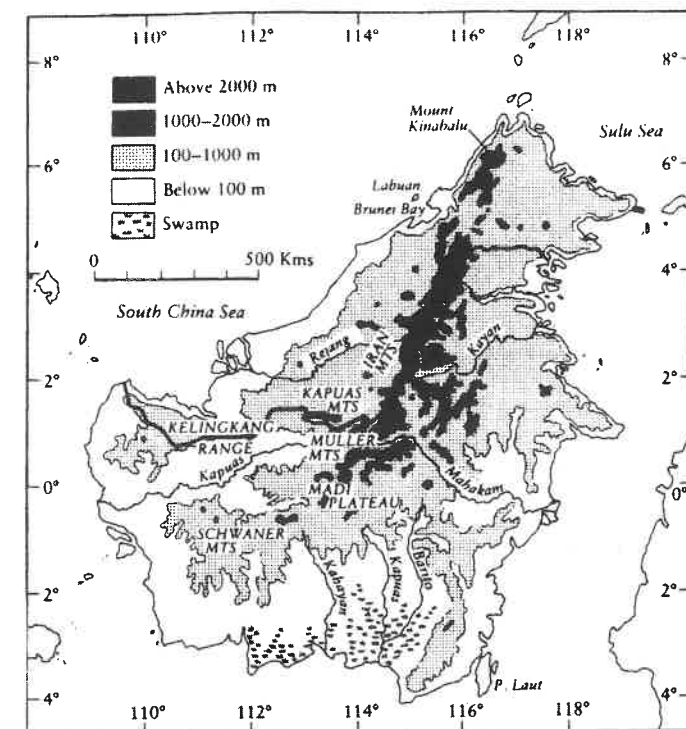 110° 112° 114° 116° 118°
8° 8°
Above 2000 m
1000–2000 m
100–1000 m
Below 100 m
Swamp
0 500 Kms
Mount
Kinabalu
Sulu Sea
6° 6°
Labuan
Brunei Bay
4° 4°
South China Sea
Rejang
IRAN
MTS
Kayan
2° 2°
KAPUAS
MTS
KELINGKANG
RANGE
MULLER
MTS
Kapuas
Mahakam
0° 0°
MADI
PLATEAU
SCHWANER
MTS
Kahayan
Kapuas
Barito
2° 2°
P. Laut
4° 4°
110° 112° 114° 116° 118°